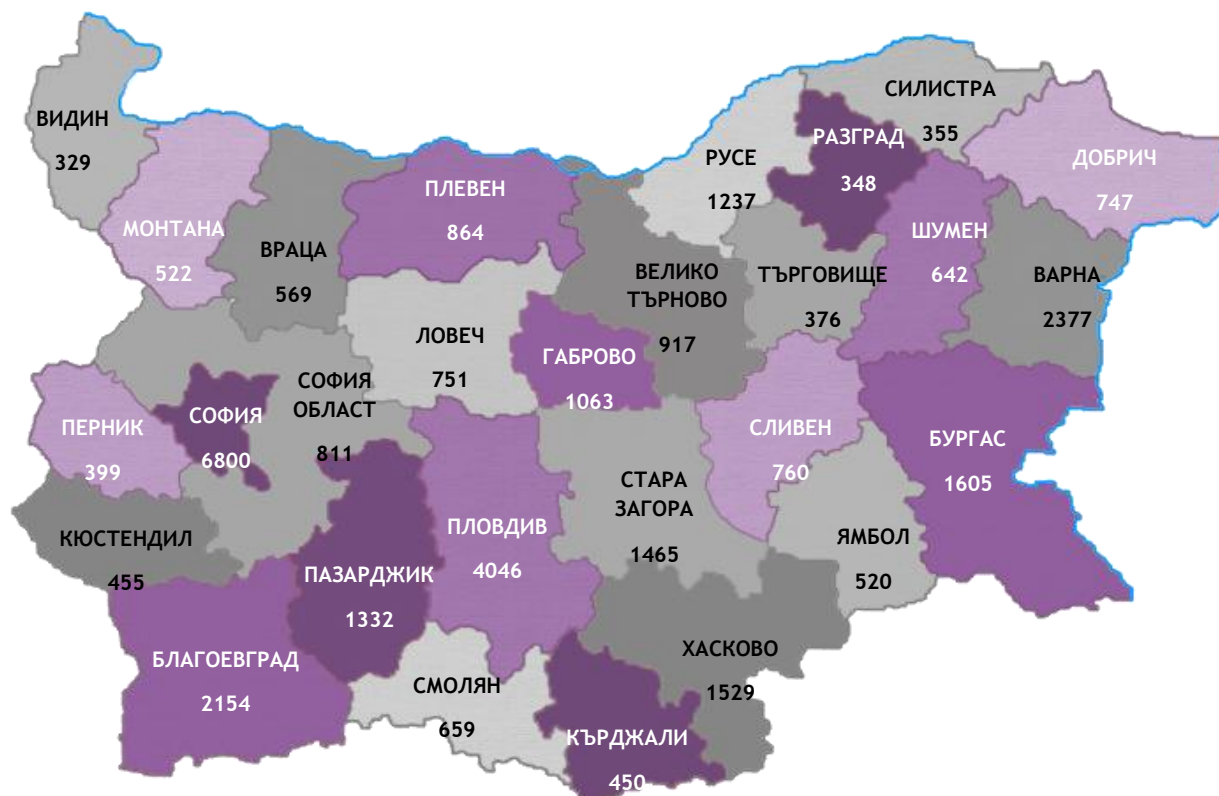 ВИДИН
329
МОНТАНА
522
ВРАЦА
569
ПЛЕВЕН
864
ЛОВЕЧ
751
ГАБРОВО
1063
ВЕЛИКО
ТЪРНОВО
917
РУСЕ
1237
РАЗГРАД
348
СИЛИСТРА
355
ДОБРИЧ
747
ШУМЕН
642
ТЪРГОВИЩЕ
376
ВАРНА
2377
ПЕРНИК
399
СОФИЯ
6800
СОФИЯ
ОБЛАСТ
811
КЮСТЕНДИЛ
455
БЛАГОЕВГРАД
2154
ПАЗАРДЖИК
1332
ПЛОВДИВ
4046
СТАРА
ЗАГОРА
1465
СЛИВЕН
760
ЯМБОЛ
520
БУРГАС
1605
ХАСКОВО
1529
СМОЛЯН
659
КЪРДЖАЛИ
450